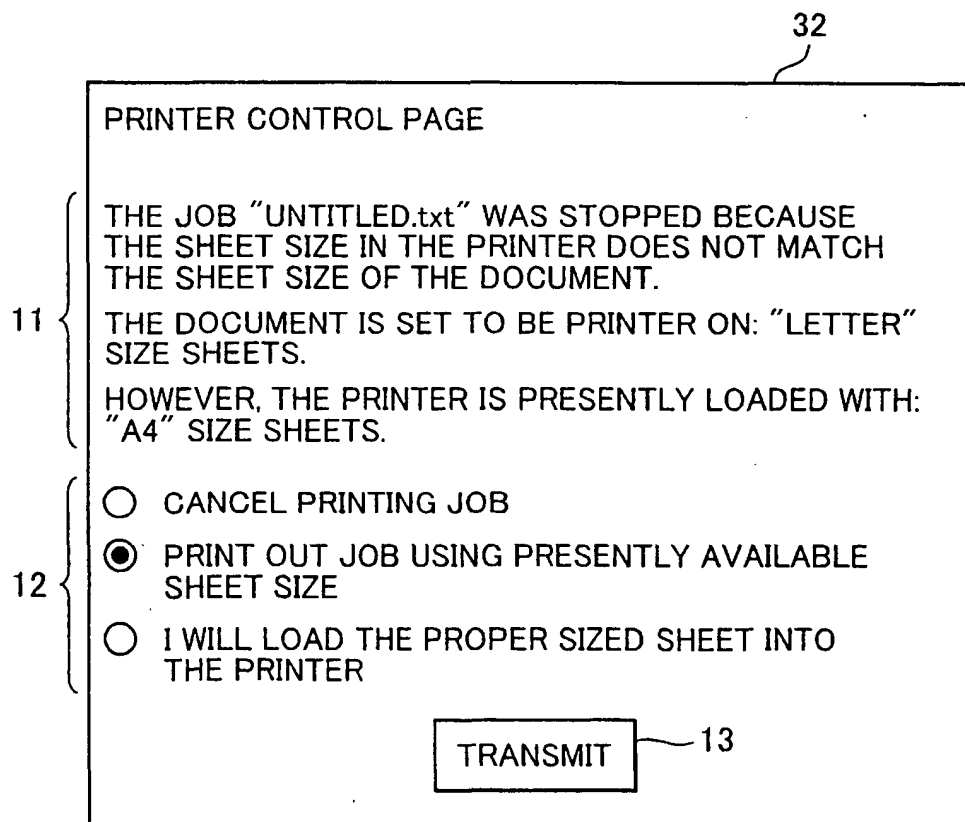 32
PRINTER CONTROL PAGE
THE JOB "UNTITLED.txt" WAS STOPPED BECAUSE
THE SHEET SIZE IN THE PRINTER DOES NOT MATCH
THE SHEET SIZE OF THE DOCUMENT.
11
THE DOCUMENT IS SET TO BE PRINTER ON: "LETTER"
SIZE SHEETS.
HOWEVER, THE PRINTER IS PRESENTLY LOADED WITH:
"A4" SIZE SHEETS.
CANCEL PRINTING JOB
12
PRINT OUT JOB USING PRESENTLY AVAILABLE
SHEET SIZE
I WILL LOAD THE PROPER SIZED SHEET INTO
THE PRINTER
TRANSMIT
13